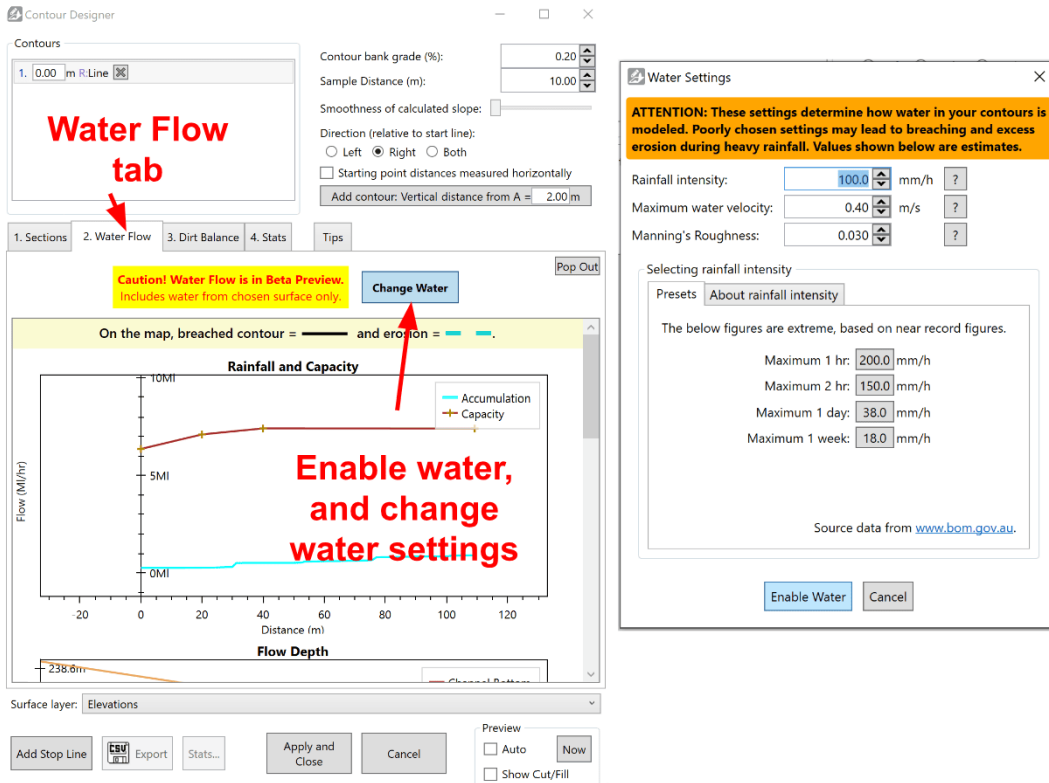 Contour Designer
Contours
1. 0.00 m R:Line
Contour bank grade (%): 0.20
Sample Distance (m): 10.00
Smoothness of calculated slope:
Direction (relative to start line):
Left Right Both
Starting point distances measured horizontally
Add contour: Vertical distance from A = 2.00 m
Water Flow
tab
1. Sections 2. Water Flow 3. Dirt Balance 4. Stats Tips
Pop Out
Caution! Water Flow is in Beta Preview.
Includes water from chosen surface only.
Change Water
On the map, breached contour = and erosion = .
Rainfall and Capacity
10Ml
Accumulation
Capacity
Flow (Ml/hr)
5Ml
0Ml
Enable water,
and change
water settings
-20 0 20 40 60 80 100 120
Distance (m)
Flow Depth
238.6m
Channel Bottom
Surface layer: Elevations
Add Stop Line
CSV Export
Stats...
Apply and
Close
Cancel
Preview
Auto
Now
Show Cut/Fill
Water Settings
ATTENTION: These settings determine how water in your contours is
modeled. Poorly chosen settings may lead to breaching and excess
erosion during heavy rainfall. Values shown below are estimates.
Rainfall intensity: 100.0 mm/h ?
Maximum water velocity: 0.40 m/s ?
Manning's Roughness: 0.030 ?
Selecting rainfall intensity
Presets About rainfall intensity
The below figures are extreme, based on near record figures.
Maximum 1 hr: 200.0 mm/h
Maximum 2 hr: 150.0 mm/h
Maximum 1 day: 38.0 mm/h
Maximum 1 week: 18.0 mm/h
Source data from www.bom.gov.au.
Enable Water
Cancel